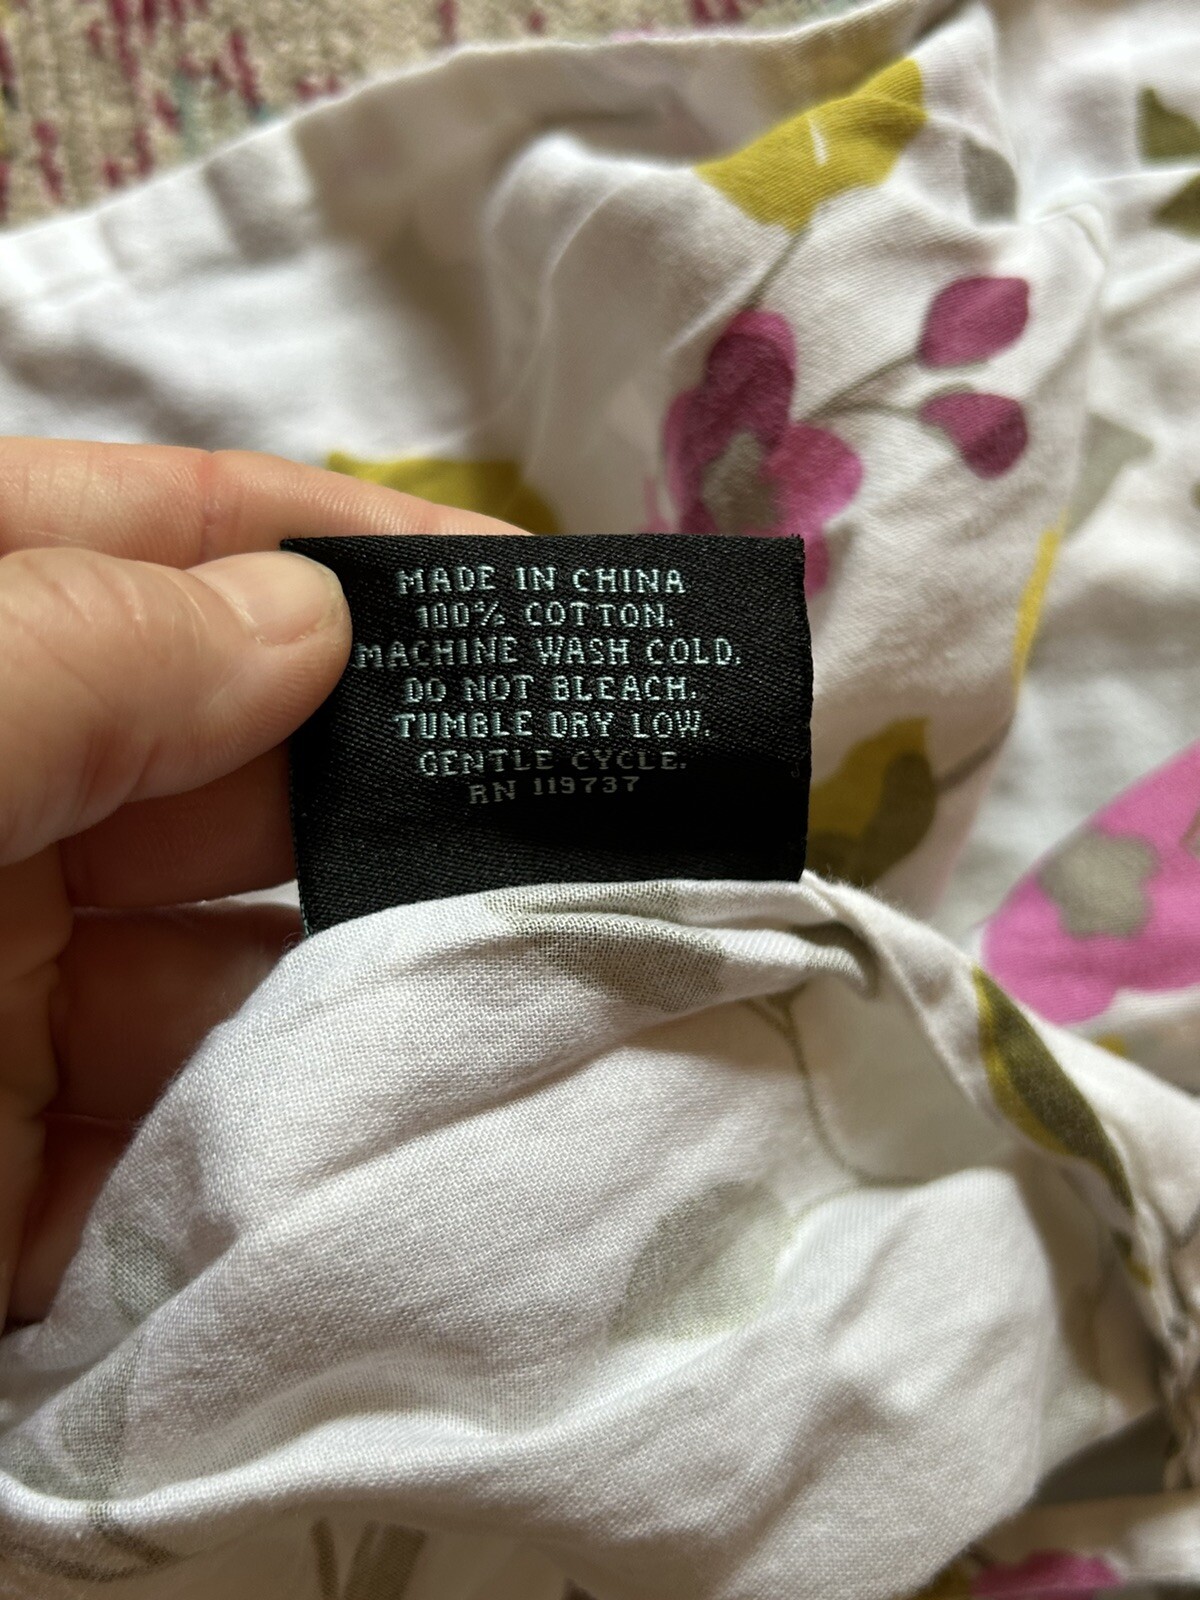 MADE IN CHINA
100% COTTON.
MACHINE WASH COLD.
DO NOT BLEACH.
TUMBLE DRY LOW.
GENTLE CYCLE.
RN 119737